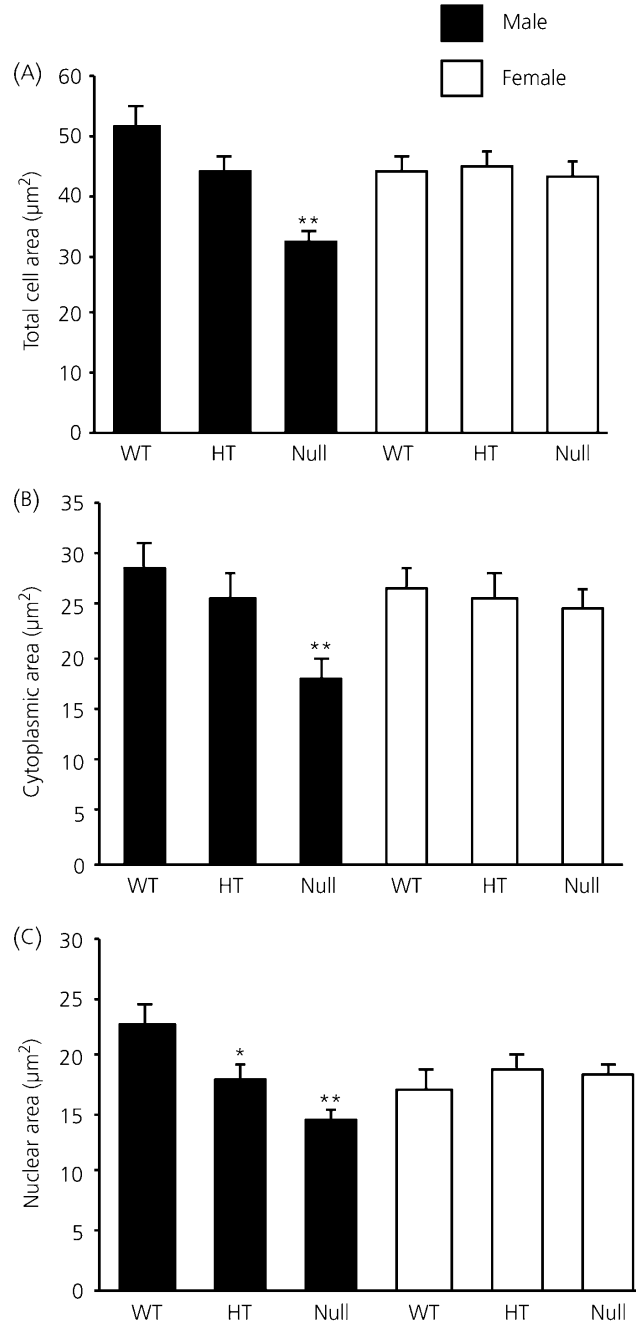 Male
Female
(A)
Total cell area (µm²)
60
50
40
30
20
10
0
**
WT HT Null WT HT Null
(B)
Cytoplasmic area (µm²)
35
30
25
20
15
10
5
0
**
WT HT Null WT HT Null
(C)
Nuclear area (µm²)
30
25
20
15
10
5
0
*
**
WT HT Null WT HT Null